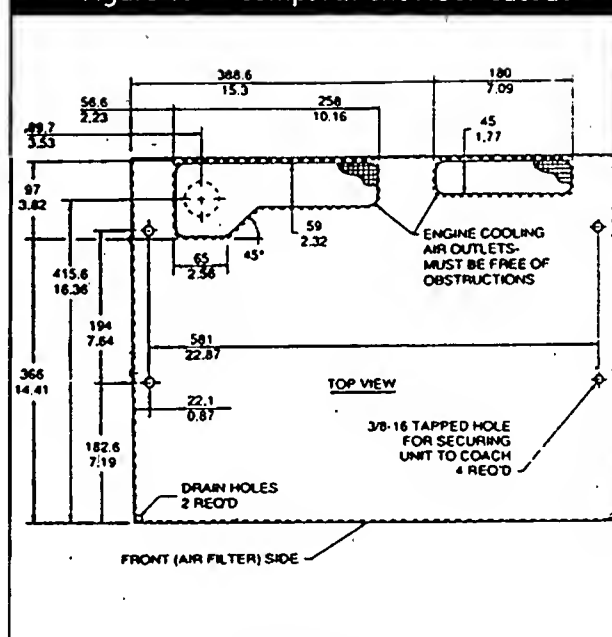 388.6
15.3
180
7.09
56.6
2.23
258
10.16
45
1.77
3.53
97
3.82
59
2.32
ENGINE COOLING
AIR OUTLETS-
MUST BE FREE OF
OBSTRUCTIONS
65
2.56
45°
415.6
16.36
194
7.64
581
22.87
366
14.41
TOP VIEW
22.1
0.87
3/8-16 TAPPED HOLE
FOR SECURING
UNIT TO COACH
4 REQ'D
182.6
7.19
DRAIN HOLES
2 REQ'D
FRONT (AIR FILTER) SIDE